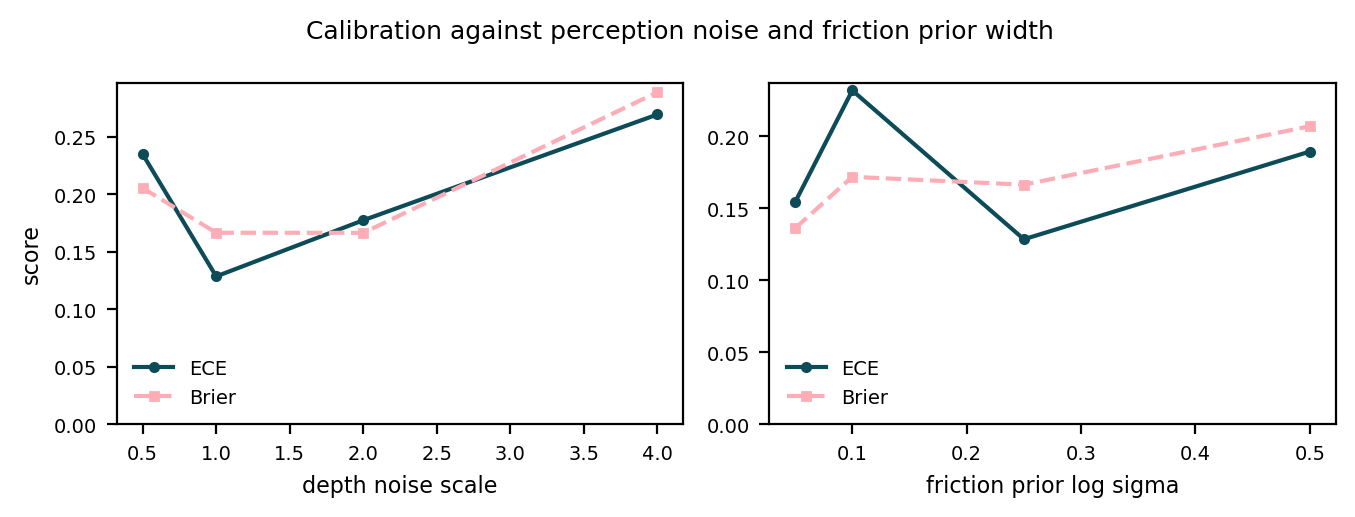 Calibration against perception noise and friction prior width
score
0.25
0.20
0.15
0.10
0.05
0.00
ECE
Brier
0.5 1.0 1.5 2.0 2.5 3.0 3.5 4.0
depth noise scale
0.20
0.15
0.10
0.05
0.00
ECE
Brier
0.1 0.2 0.3 0.4 0.5
friction prior log sigma